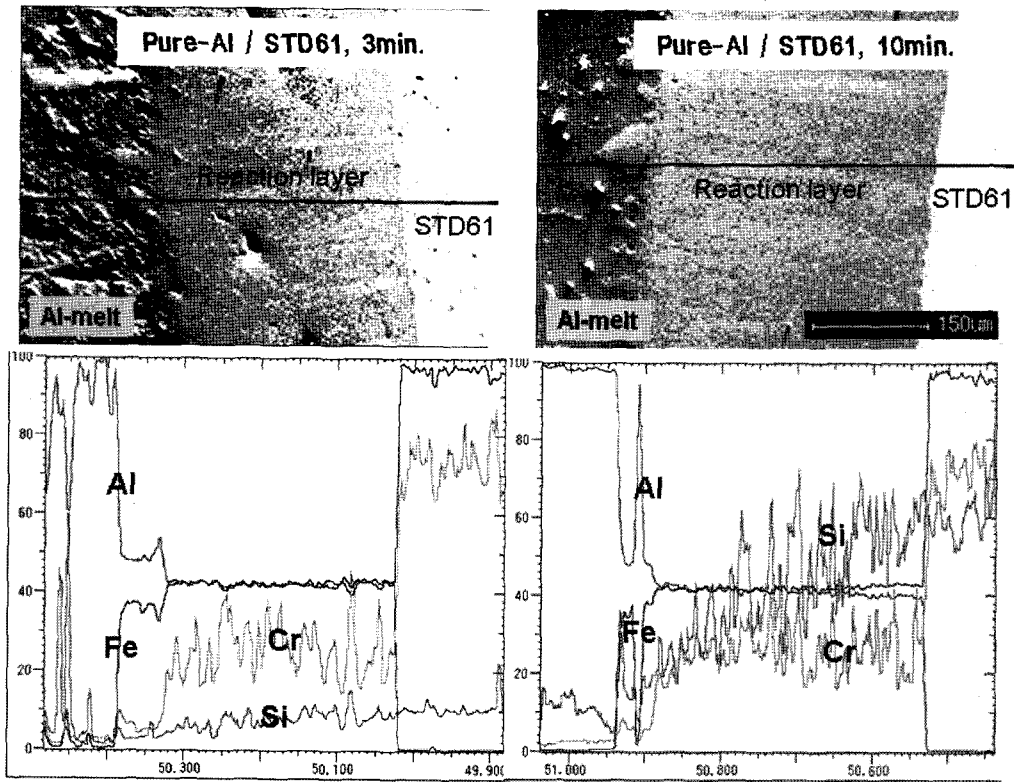 Pure-Al / STD61, 3min.
Reaction layer
STD61
Al-melt
Pure-Al / STD61, 10min.
Reaction layer
STD61
Al-melt
150um
100
80
60
40
20
0
Al
Fe
Cr
Si
50.300
50.100
49.900
100
80
60
40
20
0
Al
Fe
Si
Cr
51.000
50.800
50.600